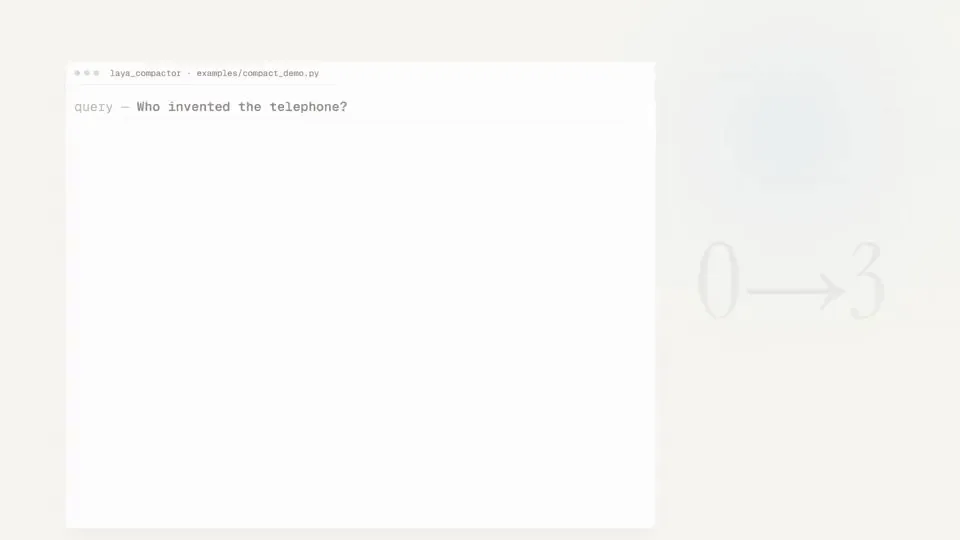 laya_compactor · examples/compact_demo.py
query — Who invented the telephone?
0→3